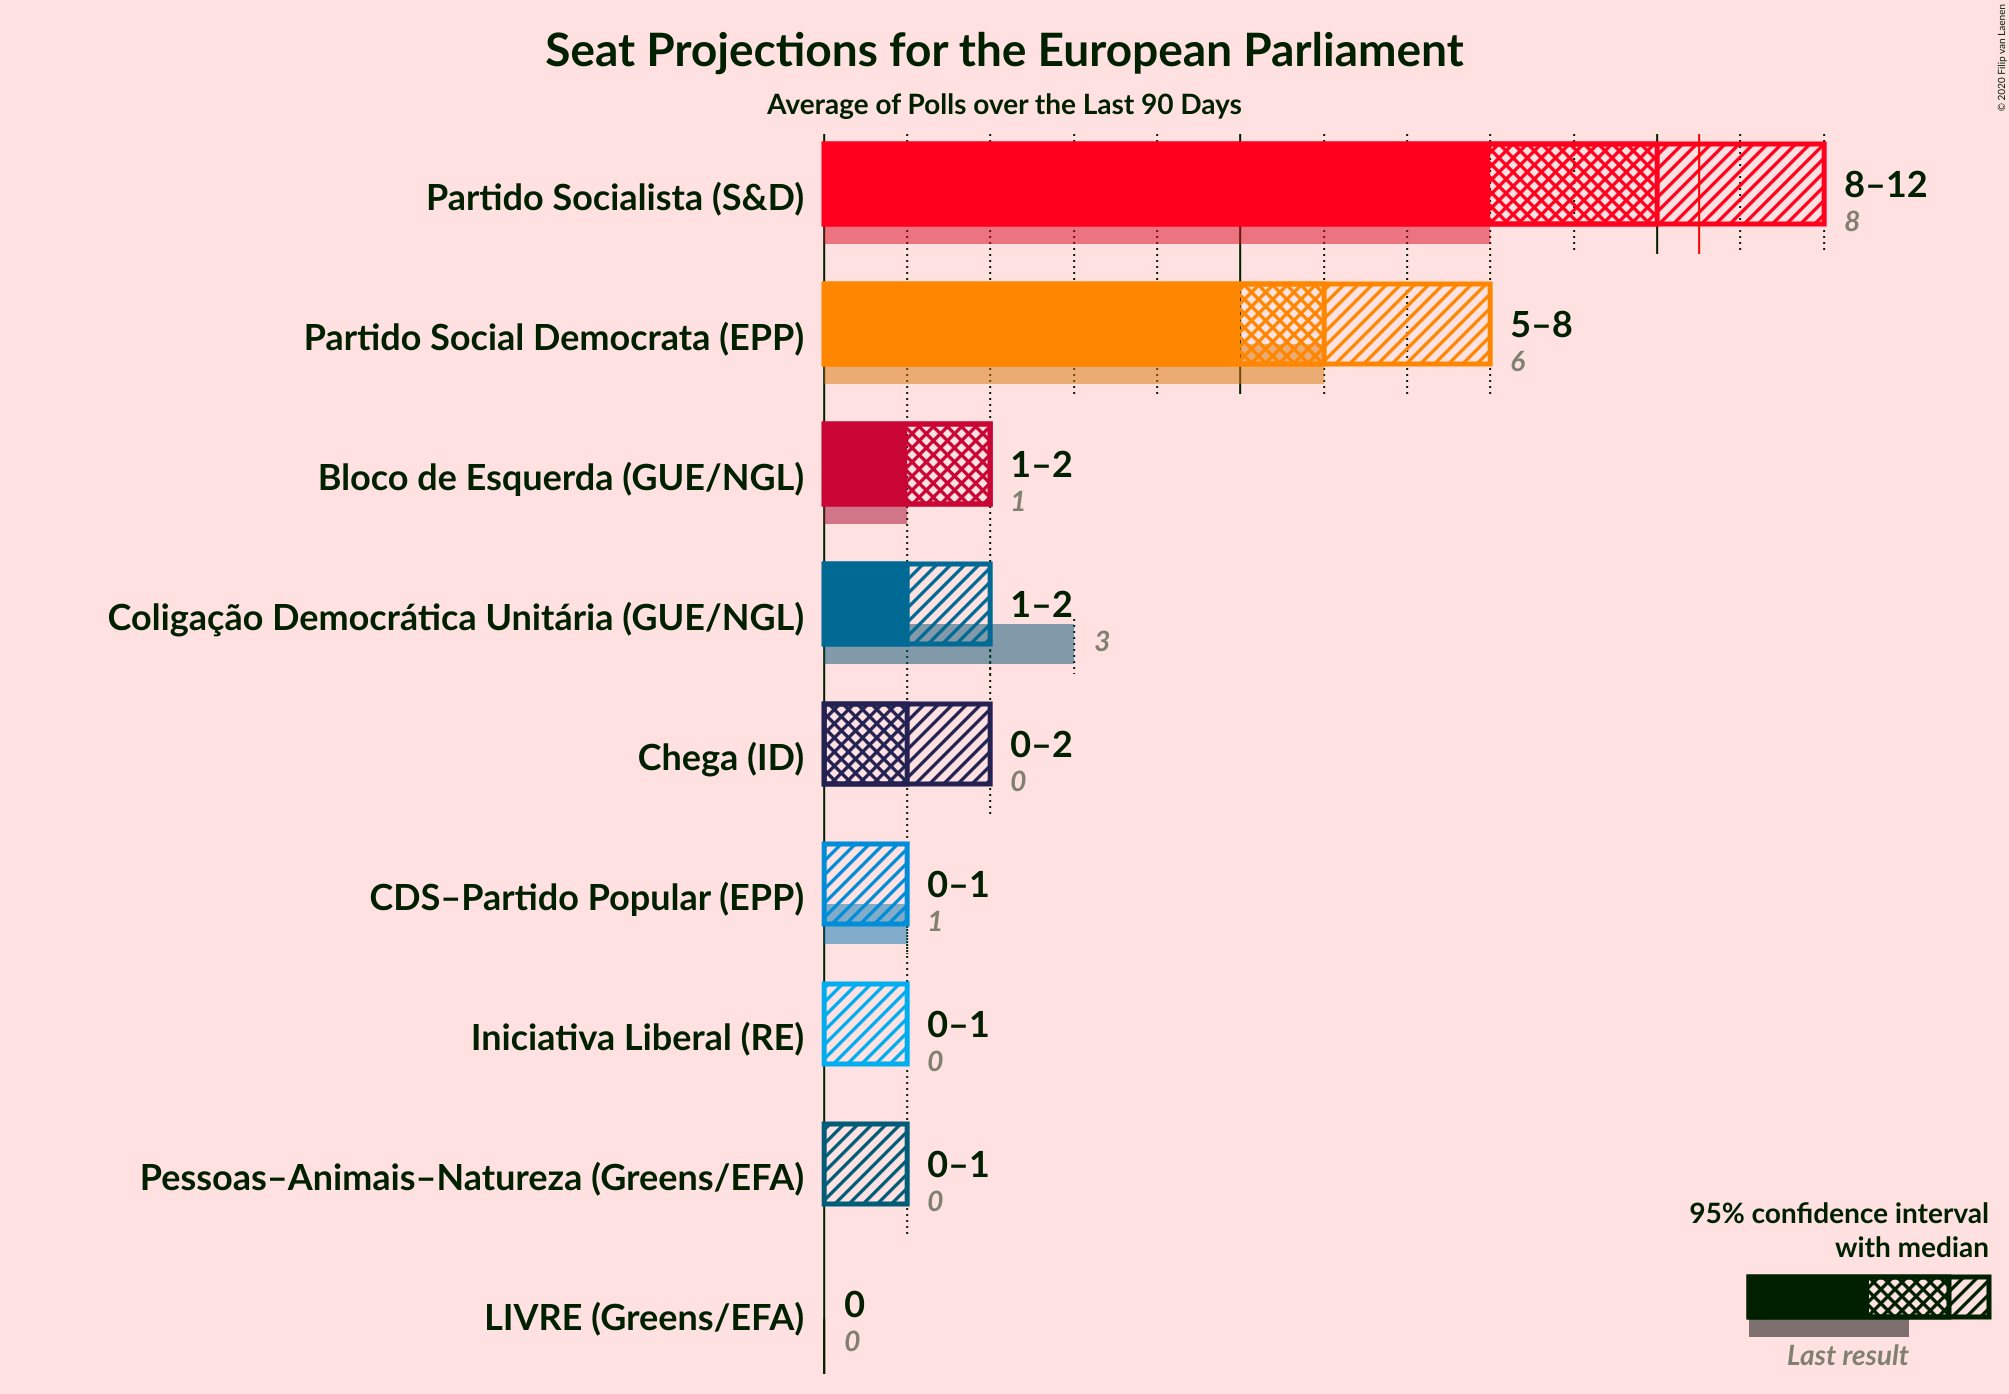 Seat Projections for the European Parliament
Average of Polls over the Last 90 Days
© 2020 Filip van Laenen
Partido Socialista (S&D)
8–12
8
Partido Social Democrata (EPP)
5–8
6
Bloco de Esquerda (GUE/NGL)
1–2
1
Coligação Democrática Unitária (GUE/NGL)
1–2
3
Chega (ID)
0–2
0
CDS–Partido Popular (EPP)
0–1
1
Iniciativa Liberal (RE)
0–1
0
Pessoas–Animais–Natureza (Greens/EFA)
0–1
0
LIVRE (Greens/EFA)
0
0
95% confidence interval
with median
Last result